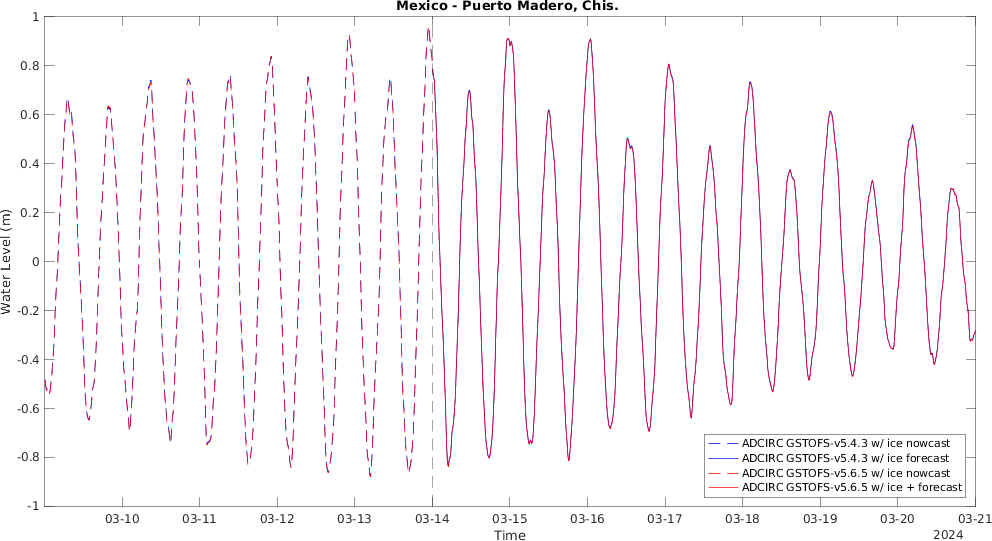 Mexico - Puerto Madero, Chis.
1
0.8
0.6
0.4
0.2
0
-0.2
-0.4
-0.6
-0.8
-1
Water Level (m)
03-10 03-11 03-12 03-13 03-14 03-15 03-16 03-17 03-18 03-19 03-20 03-21
Time
2024
ADCIRC GSTOFS-v5.4.3 w/ ice nowcast
ADCIRC GSTOFS-v5.4.3 w/ ice forecast
ADCIRC GSTOFS-v5.6.5 w/ ice nowcast
ADCIRC GSTOFS-v5.6.5 w/ ice + forecast